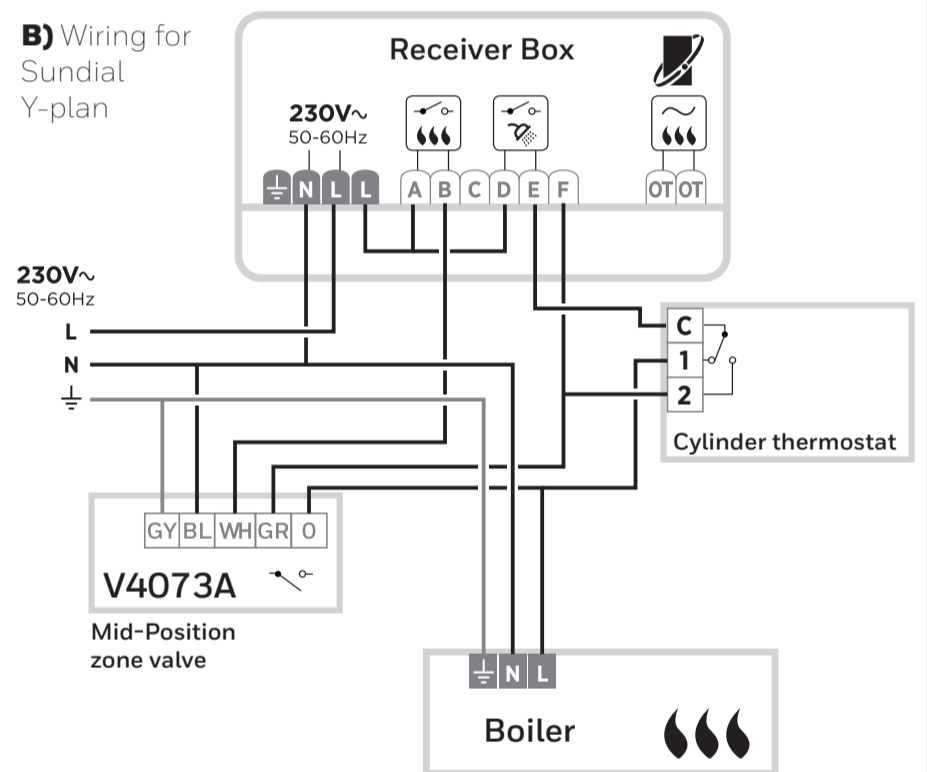 B) Wiring for
Sundial
Y-plan
Receiver Box
230V~
50-60Hz
N L L A B C D E F OT OT
230V~
50-60Hz
L
N
C
1
2
Cylinder thermostat
GY BL WH GR O
V4073A
Mid-Position
zone valve
N L
Boiler